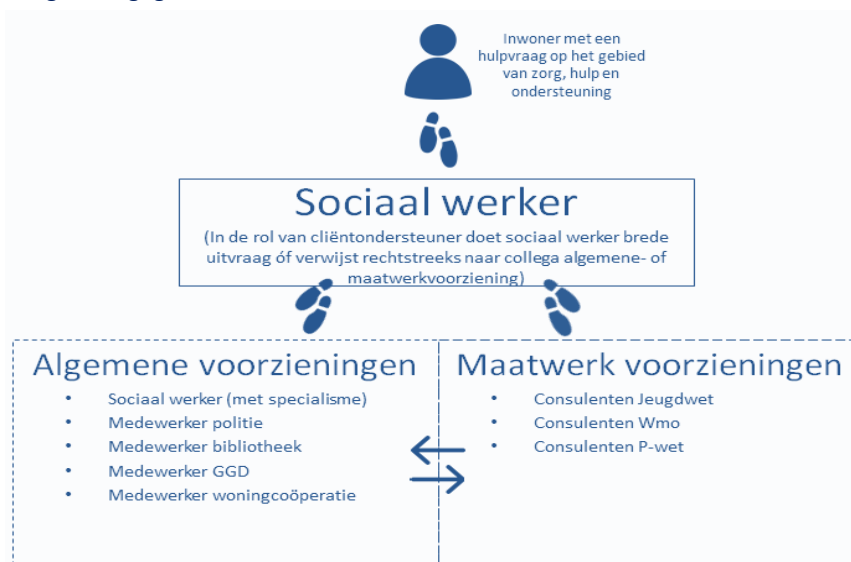 Inwoner met een
hulpvraag op het gebied
van zorg, hulp en
ondersteuning
Sociaal werker
(In de rol van cliëntondersteuner doet sociaal werker brede
uitvraag óf verwijst rechtstreeks naar collega algemene- of
maatwerkvoorziening)
Algemene voorzieningen
• Sociaal werker (met specialisme)
• Medewerker politie
• Medewerker bibliotheek
• Medewerker GGD
• Medewerker woningcoöperatie
Maatwerk voorzieningen
• Consulenten Jeugdwet
• Consulenten Wmo
• Consulenten P-wet